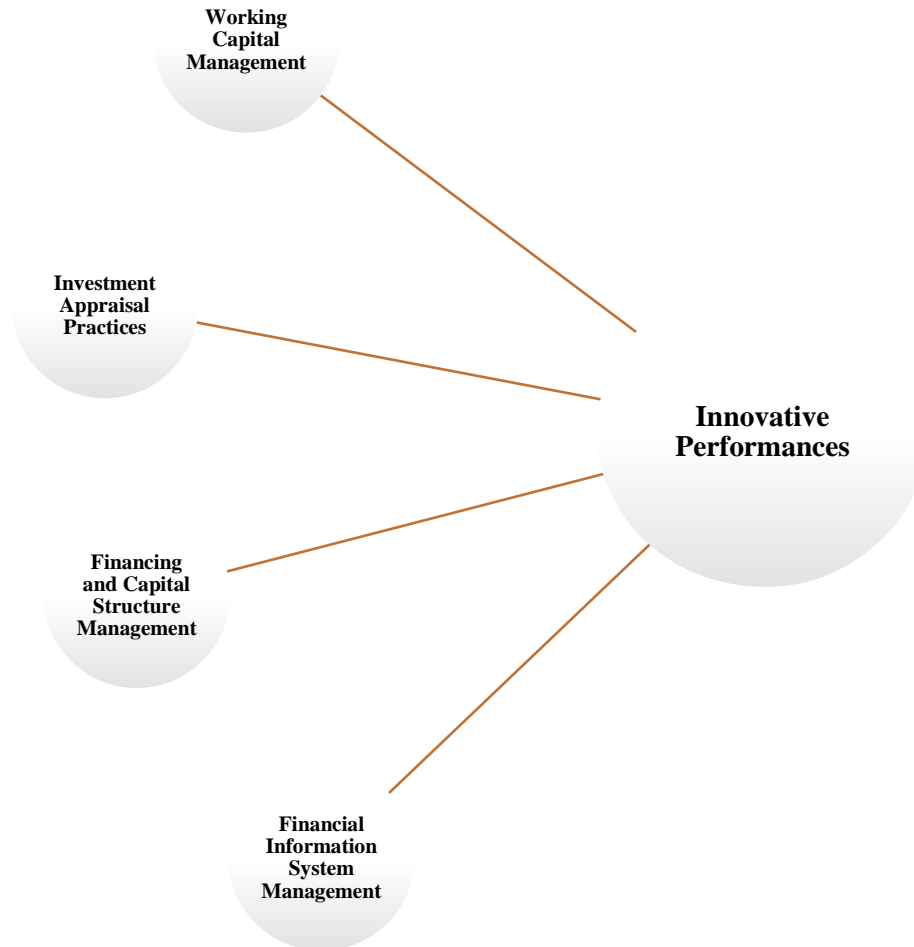 Working
Capital
Management
Investment
Appraisal
Practices
Innovative
Performances
Financing
and Capital
Structure
Management
Financial
Information
System
Management